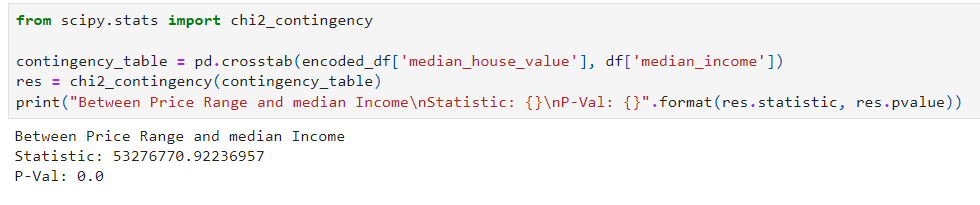 from scipy.stats import chi2_contingency
contingency_table = pd.crosstab(encoded_df['median_house_value'], df['median_income'])
res = chi2_contingency(contingency_table)
print("Between Price Range and median Income\nStatistic: {}\nP-Val: {}".format(res.statistic, res.pvalue))
Between Price Range and median Income
Statistic: 53276770.92236957
P-Val: 0.0